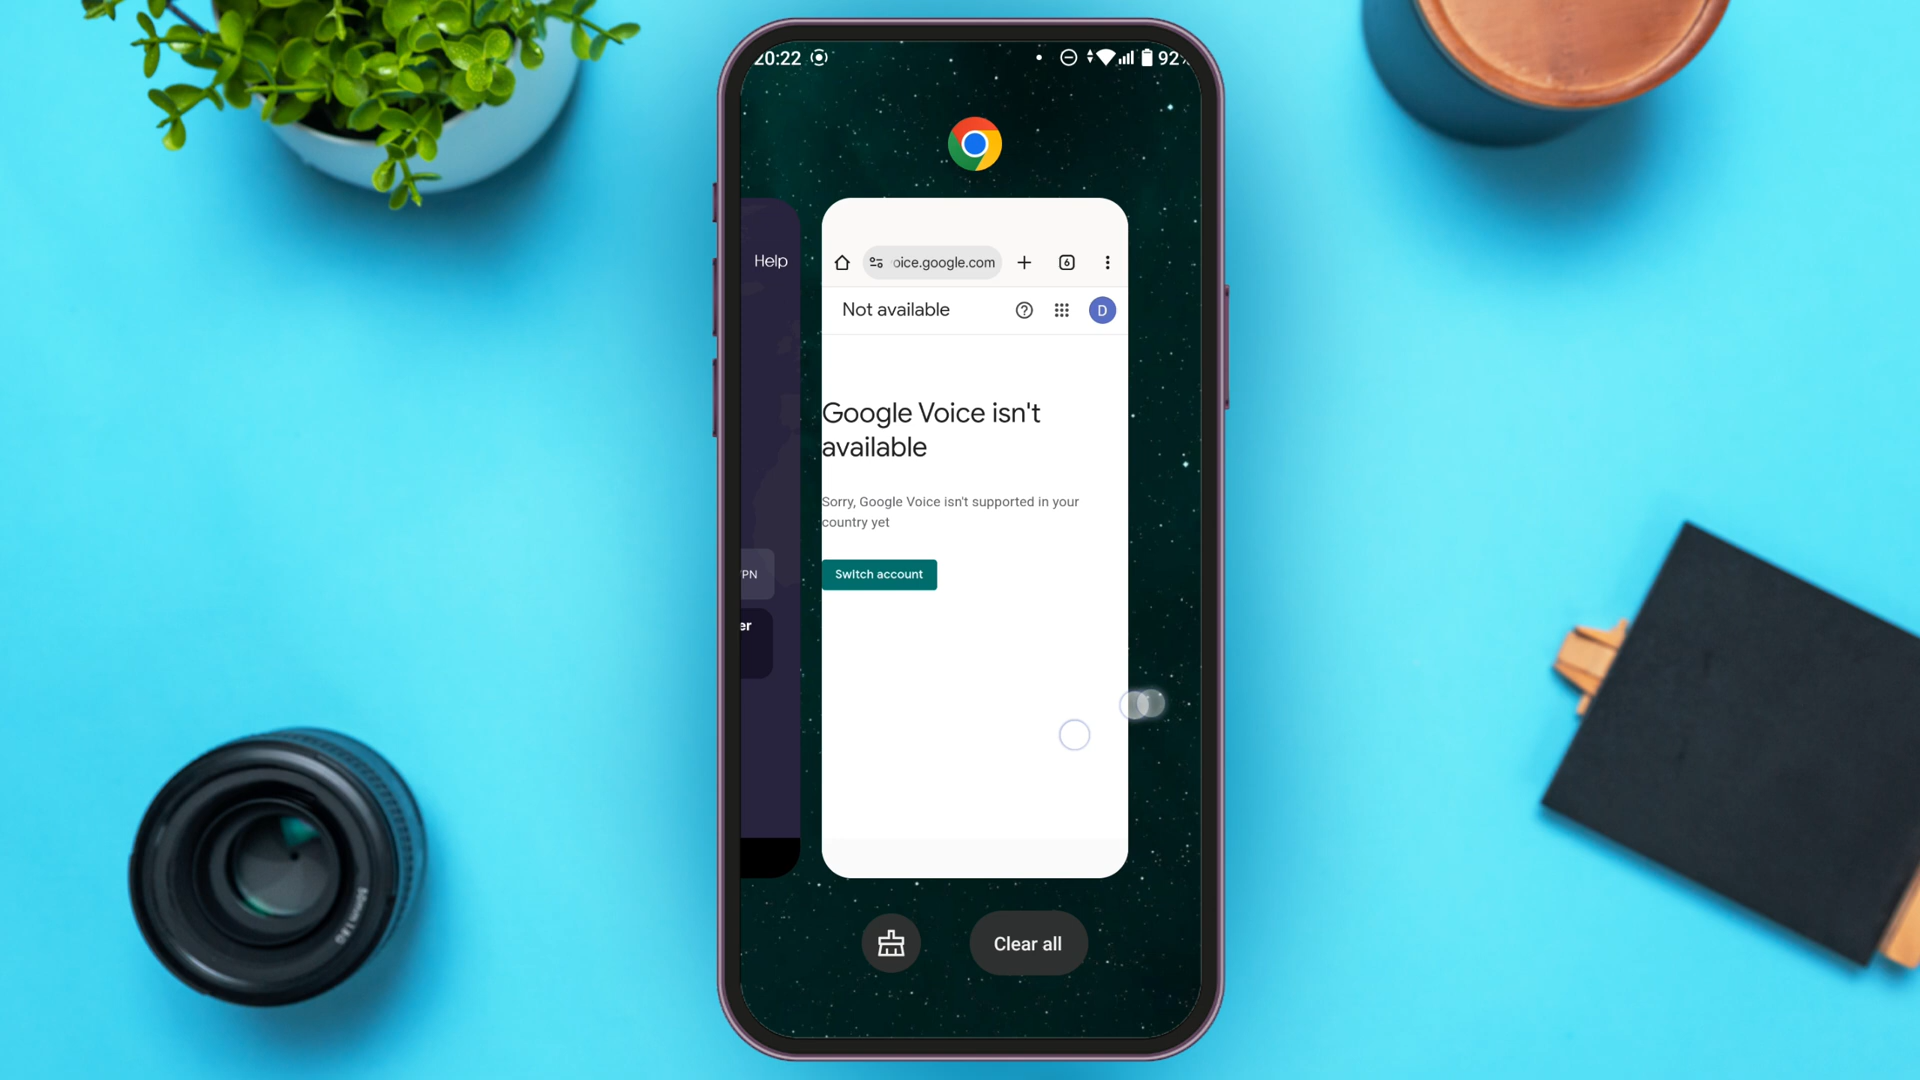 20:22
92%
Help
oice.google.com
6
Not available
D
Google Voice isn't
available
Sorry, Google Voice isn't supported in your
country yet
Switch account
PN
er
Clear all